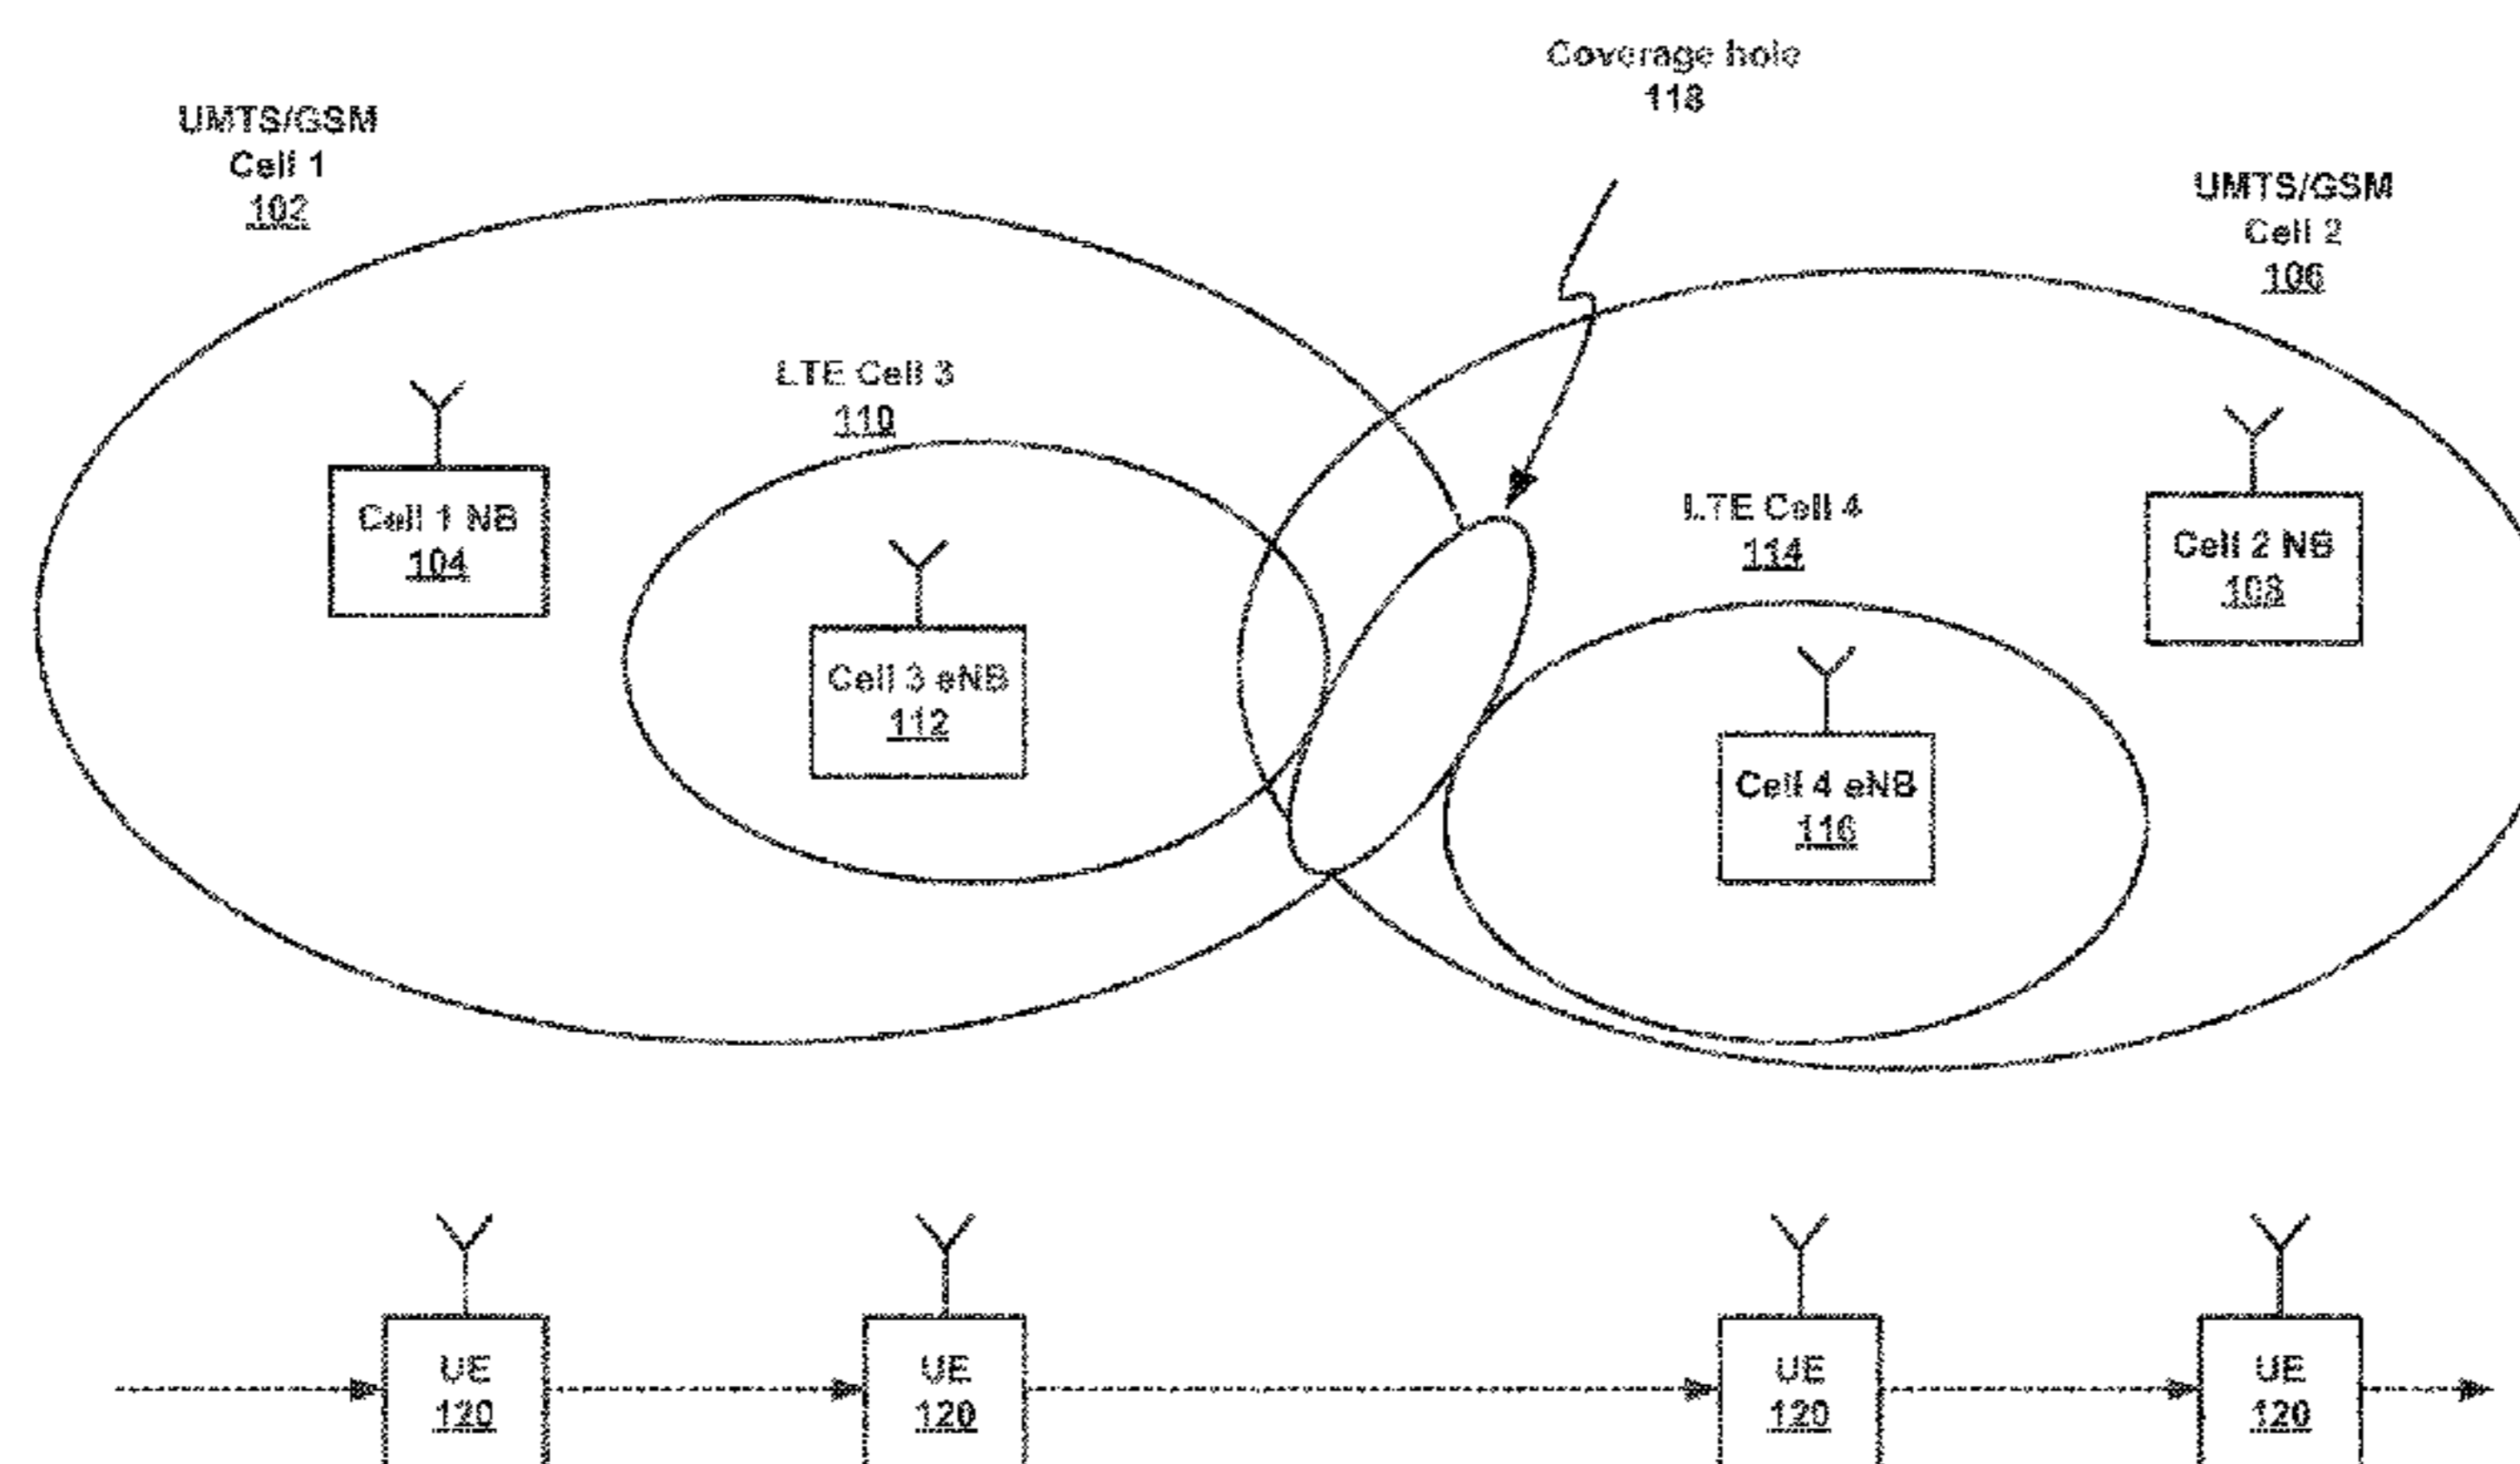 Coverage hole
118
UMTS/GSM
Cell 1
102
UMTS/GSM
Cell 2
106
LTE Cell 3
110
Cell 1 NB
104
LTE Cell 4
114
Cell 2 NB
108
Cell 3 eNB
112
Cell 4 eNB
116
UE
120
UE
120
UE
120
UE
120